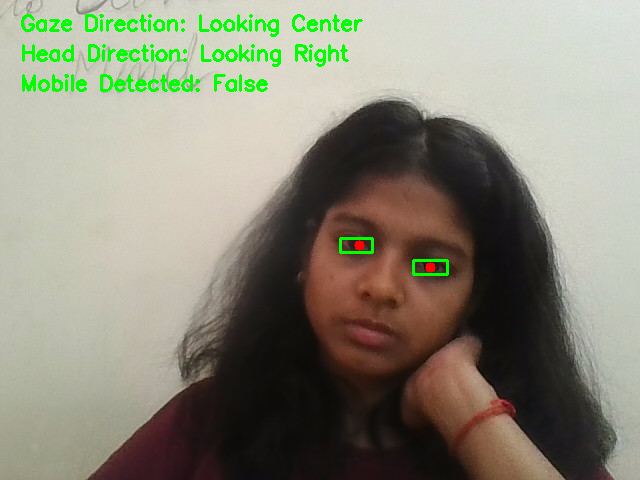 Gaze Direction: Looking Center
Head Direction: Looking Right
Mobile Detected: False